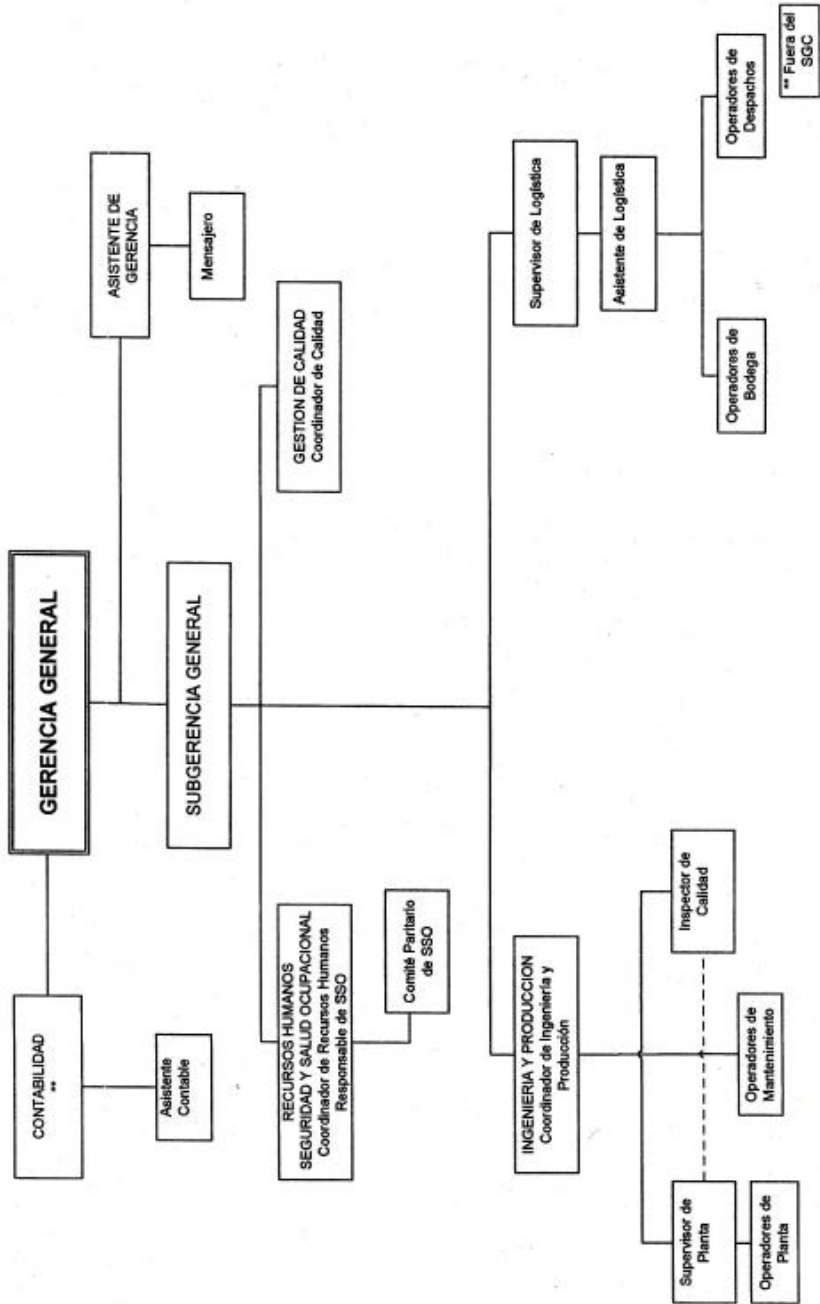 GERENCIA GENERAL
CONTABILIDAD
**
ASISTENTE DE
GERENCIA
Asistente
Contable
Mensajero
SUBGERENCIA GENERAL
RECURSOS HUMANOS
SEGURIDAD Y SALUD OCUPACIONAL
Coordinador de Recursos Humanos
Responsable de SSO
GESTION DE CALIDAD
Coordinador de Calidad
Comité Paritario
de SSO
INGENIERIA Y PRODUCCION
Coordinador de Ingeniería y
Producción
Supervisor de Logística
Asistente de Logística
Supervisor de
Planta
Inspector de
Calidad
Operadores de
Planta
Operadores de
Mantenimiento
Operadores de
Bodega
Operadores de
Despachos
** Fuera del
SGC